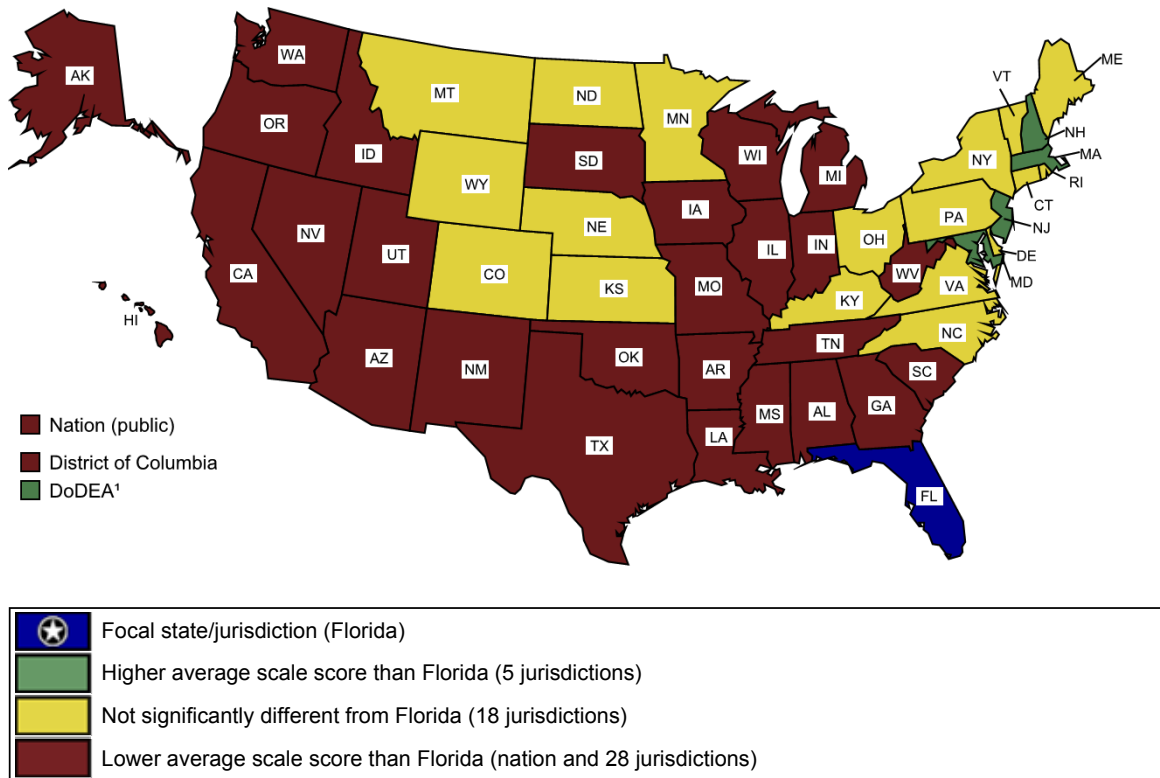 WA
AK
MT
ND
VT
ME
OR
MN
NH
ID
SD
WI
NY
MA
WY
MI
RI
IA
PA
CT
NE
NV
OH
NJ
UT
IL
IN
CA
CO
WV
DE
KS
MO
VA
MD
KY
HI
NC
AZ
NM
OK
TN
AR
SC
MS
AL
GA
LA
TX
FL
Nation (public)
District of Columbia
DoDEA¹
Focal state/jurisdiction (Florida)
Higher average scale score than Florida (5 jurisdictions)
Not significantly different from Florida (18 jurisdictions)
Lower average scale score than Florida (nation and 28 jurisdictions)